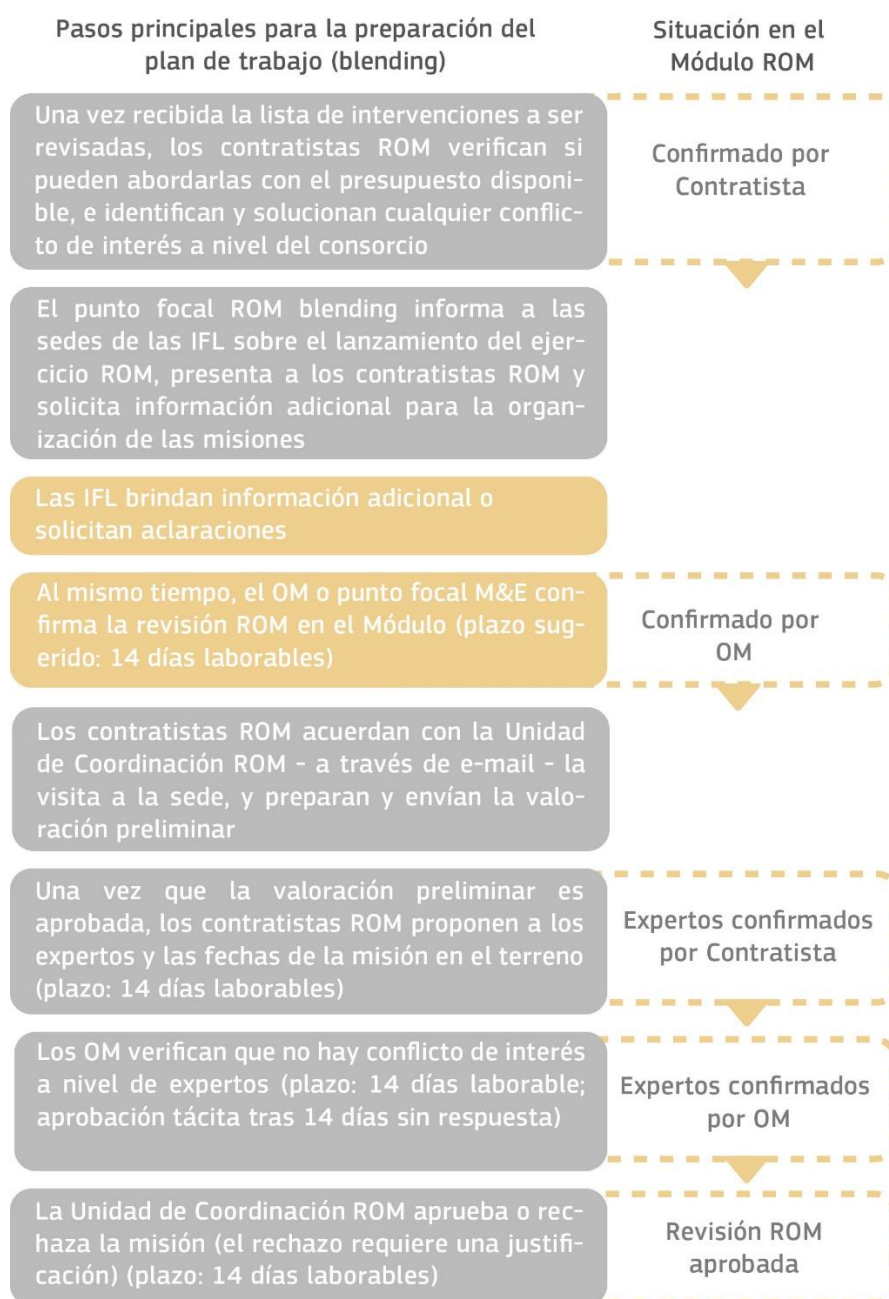 Pasos principales para la preparación del
plan de trabajo (blending)
Situación en el
Módulo ROM
Una vez recibida la lista de intervenciones a ser
revisadas, los contratistas ROM verifican si
pueden abordarlas con el presupuesto disponi-
ble, e identifican y solucionan cualquier conflic-
to de interés a nivel del consorcio
Confirmado por
Contratista
El punto focal ROM blending informa a las
sedes de las IFL sobre el lanzamiento del ejer-
cicio ROM, presenta a los contratistas ROM y
solicita información adicional para la organ-
ización de las misiones
Las IFL brindan información adicional o
solicitan aclaraciones
Al mismo tiempo, el OM o punto focal M&E con-
firma la revisión ROM en el Módulo (plazo sug-
erido: 14 días laborables)
Confirmado por
OM
Los contratistas ROM acuerdan con la Unidad
de Coordinación ROM - a través de e-mail - la
visita a la sede, y preparan y envían la valo-
ración preliminar
Una vez que la valoración preliminar es
aprobada, los contratistas ROM proponen a los
expertos y las fechas de la misión en el terreno
(plazo: 14 días laborables)
Expertos confirmados
por Contratista
Los OM verifican que no hay conflicto de interés
a nivel de expertos (plazo: 14 días laborable;
aprobación tácita tras 14 días sin respuesta)
Expertos confirmados
por OM
La Unidad de Coordinación ROM aprueba o rec-
haza la misión (el rechazo requiere una justifi-
cación) (plazo: 14 días laborables)
Revisión ROM
aprobada